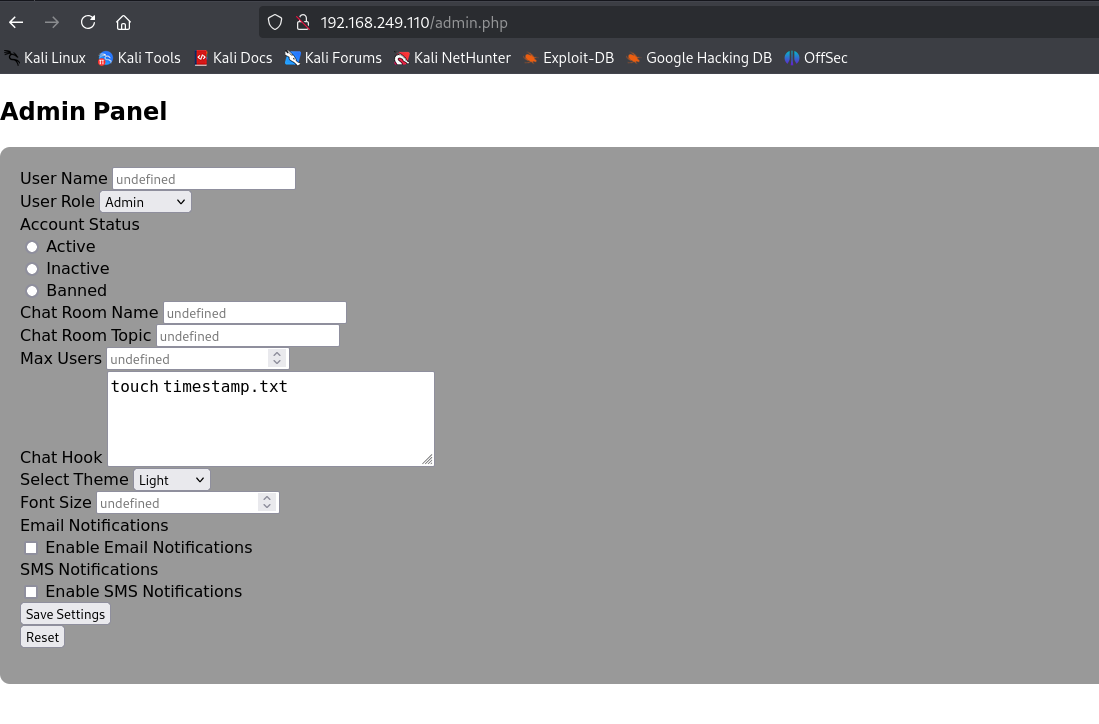 192.168.249.110/admin.php
Kali Linux Kali Tools Kali Docs Kali Forums Kali NetHunter Exploit-DB Google Hacking DB OffSec
Admin Panel
User Name undefined
User Role Admin
Account Status
Active
Inactive
Banned
Chat Room Name undefined
Chat Room Topic undefined
Max Users undefined
touch timestamp.txt
Chat Hook
Select Theme Light
Font Size undefined
Email Notifications
Enable Email Notifications
SMS Notifications
Enable SMS Notifications
Save Settings
Reset